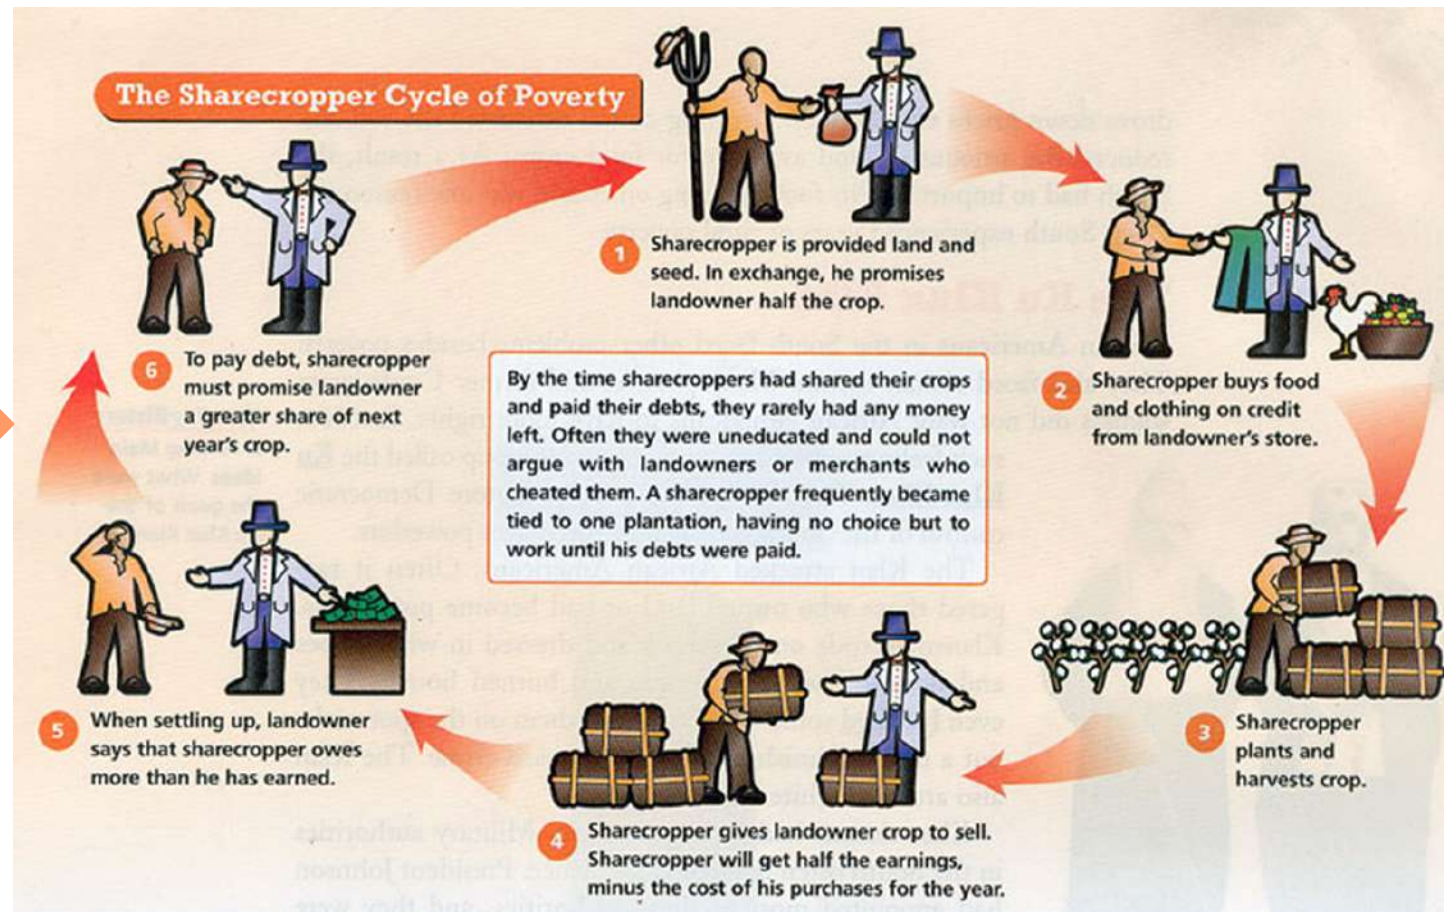 The Sharecropper Cycle of Poverty
1
Sharecropper is provided land and
seed. In exchange, he promises
landowner half the crop.
2
Sharecropper buys food
and clothing on credit
from landowner's store.
3
Sharecropper
plants and
harvests crop.
4
Sharecropper gives landowner crop to sell.
Sharecropper will get half the earnings,
minus the cost of his purchases for the year.
5
When settling up, landowner
says that sharecropper owes
more than he has earned.
6
To pay debt, sharecropper
must promise landowner
a greater share of next
year's crop.
By the time sharecroppers had shared their crops
and paid their debts, they rarely had any money
left. Often they were uneducated and could not
argue with landowners or merchants who
cheated them. A sharecropper frequently became
tied to one plantation, having no choice but to
work until his debts were paid.